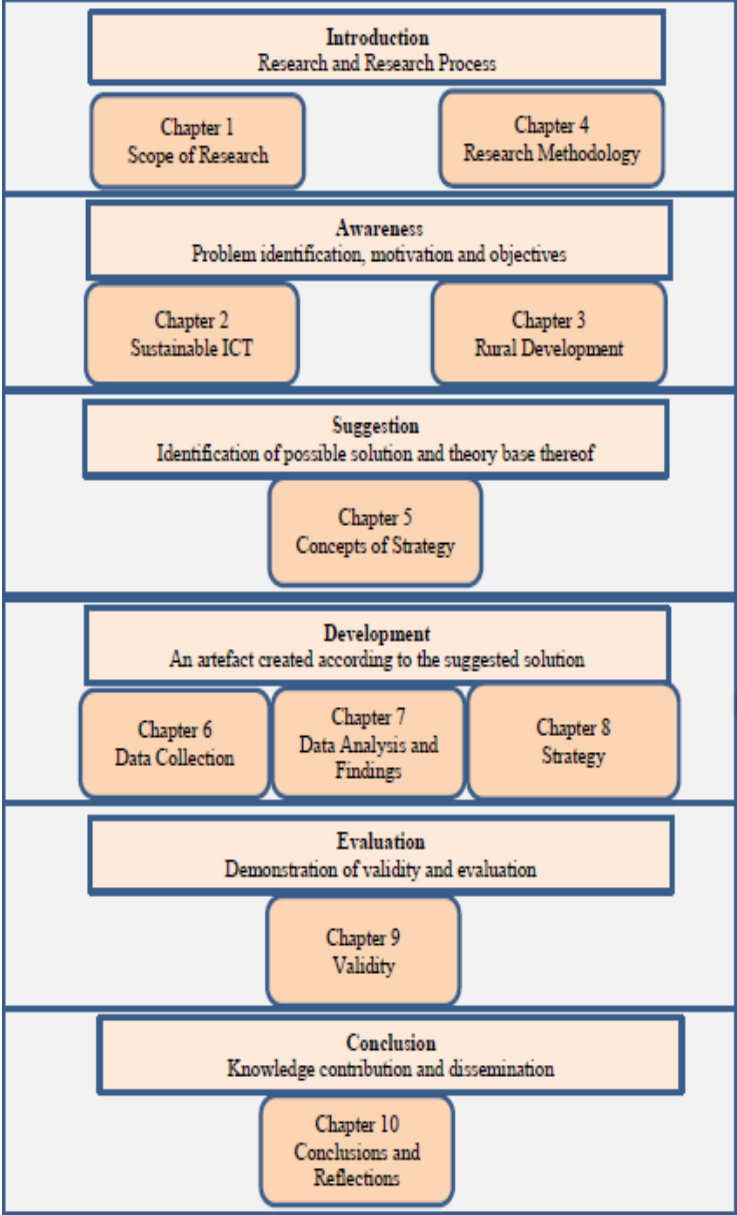 Introduction
Research and Research Process
Chapter 1
Scope of Research
Chapter 4
Research Methodology
Awareness
Problem identification, motivation and objectives
Chapter 2
Sustainable ICT
Chapter 3
Rural Development
Suggestion
Identification of possible solution and theory base thereof
Chapter 5
Concepts of Strategy
Development
An artefact created according to the suggested solution
Chapter 6
Data Collection
Chapter 7
Data Analysis and
Findings
Chapter 8
Strategy
Evaluation
Demonstration of validity and evaluation
Chapter 9
Validity
Conclusion
Knowledge contribution and dissemination
Chapter 10
Conclusions and
Reflections